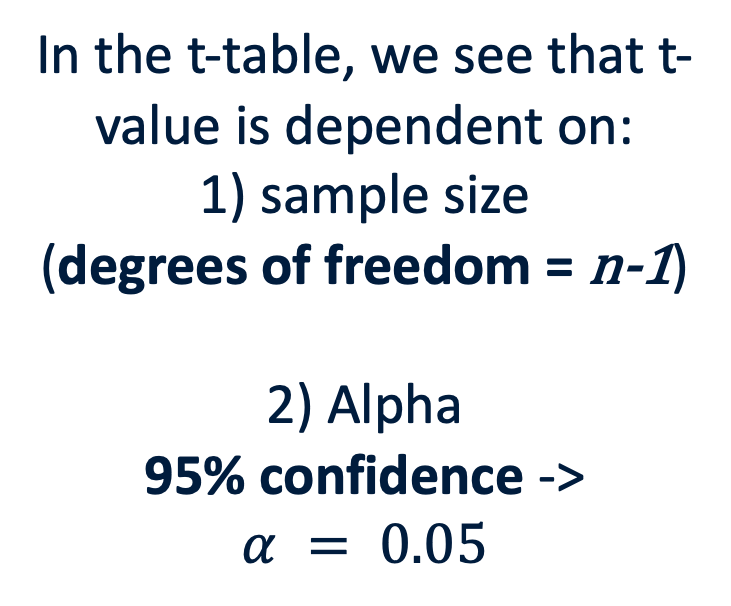 In the t-table, we see that t-
value is dependent on:
1) sample size
(degrees of freedom = n-1)
2) Alpha
95% confidence ->
α = 0.05